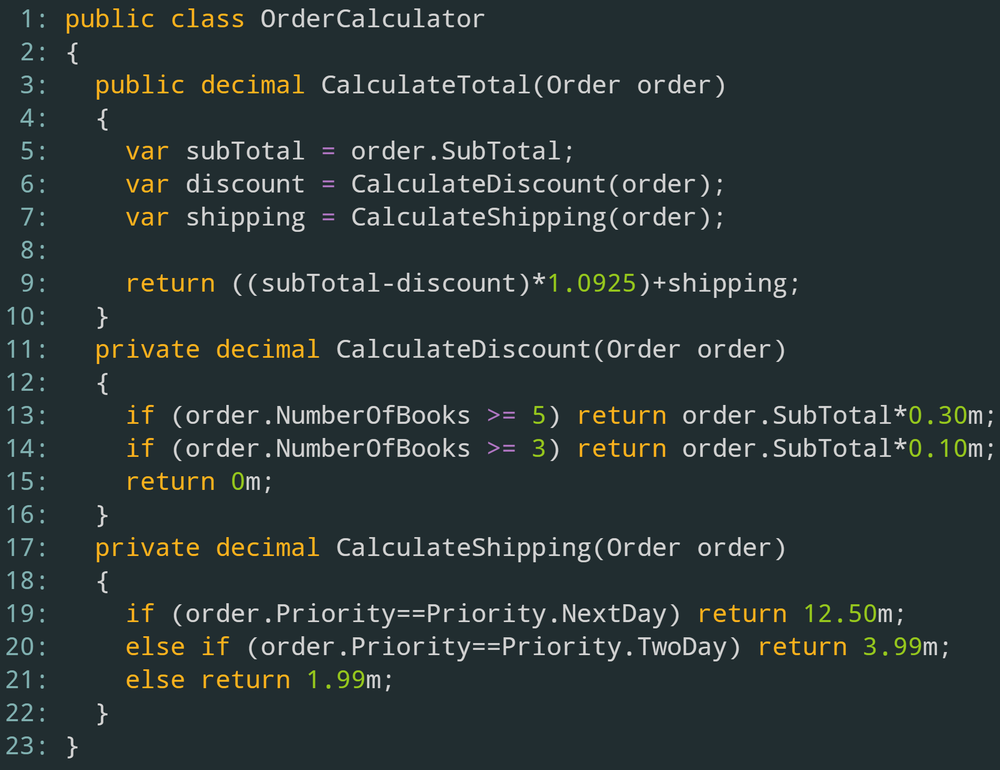 1: public class OrderCalculator
2: {
3:   public decimal CalculateTotal(Order order)
4:   {
5:     var subTotal = order.SubTotal;
6:     var discount = CalculateDiscount(order);
7:     var shipping = CalculateShipping(order);
8:
9:     return ((subTotal-discount)*1.0925)+shipping;
10:   }
11:   private decimal CalculateDiscount(Order order)
12:   {
13:     if (order.NumberOfBooks >= 5) return order.SubTotal*0.30m;
14:     if (order.NumberOfBooks >= 3) return order.SubTotal*0.10m;
15:     return 0m;
16:   }
17:   private decimal CalculateShipping(Order order)
18:   {
19:     if (order.Priority==Priority.NextDay) return 12.50m;
20:     else if (order.Priority==Priority.TwoDay) return 3.99m;
21:     else return 1.99m;
22:   }
23: }